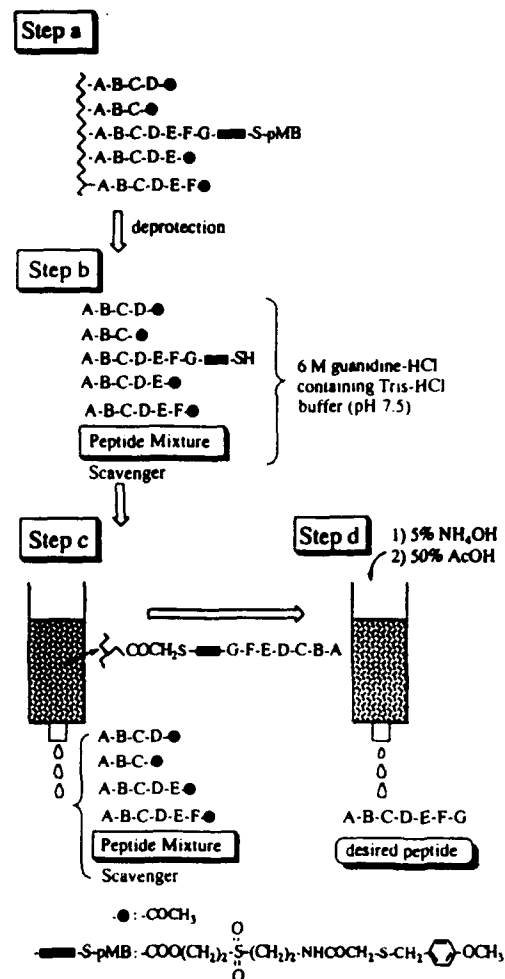 Step a
-A-B-C-D-●
-A-B-C-●
-A-B-C-D-E-F-G-▬-S-pMB
-A-B-C-D-E-●
-A-B-C-D-E-F●
deprotection
Step b
A-B-C-D-●
A-B-C-●
A-B-C-D-E-F-G-▬-SH
A-B-C-D-E-●
A-B-C-D-E-F●
Peptide Mixture
Scavenger
6 M guanidine-HCl
containing Tris-HCl
buffer (pH 7.5)
Step c
COCH₂S-▬-G-F-E-D-C-B-A
A-B-C-D-●
A-B-C-●
A-B-C-D-E●
A-B-C-D-E-F●
Peptide Mixture
Scavenger
Step d
1) 5% NH₄OH
2) 50% AcOH
A-B-C-D-E-F-G
desired peptide
-●: -COCH₃
O
-▬-S-pMB: -COO(CH₂)₂-S-(CH₂)₂-NHCOCH₂-S-CH₂-OCH₃
O